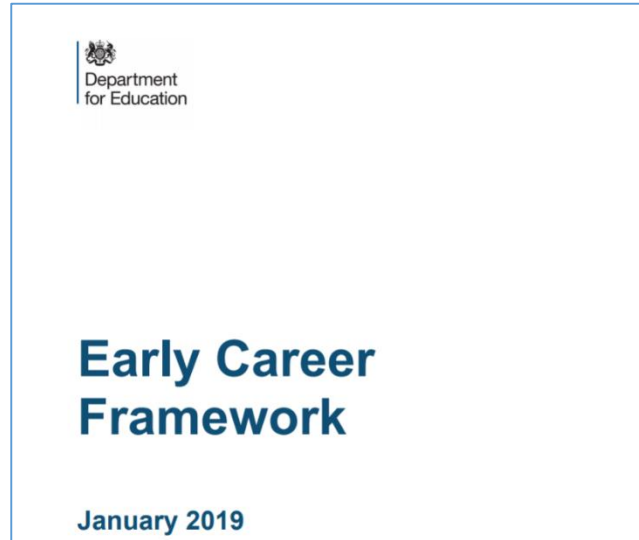 Department
for Education
Early Career
Framework
January 2019